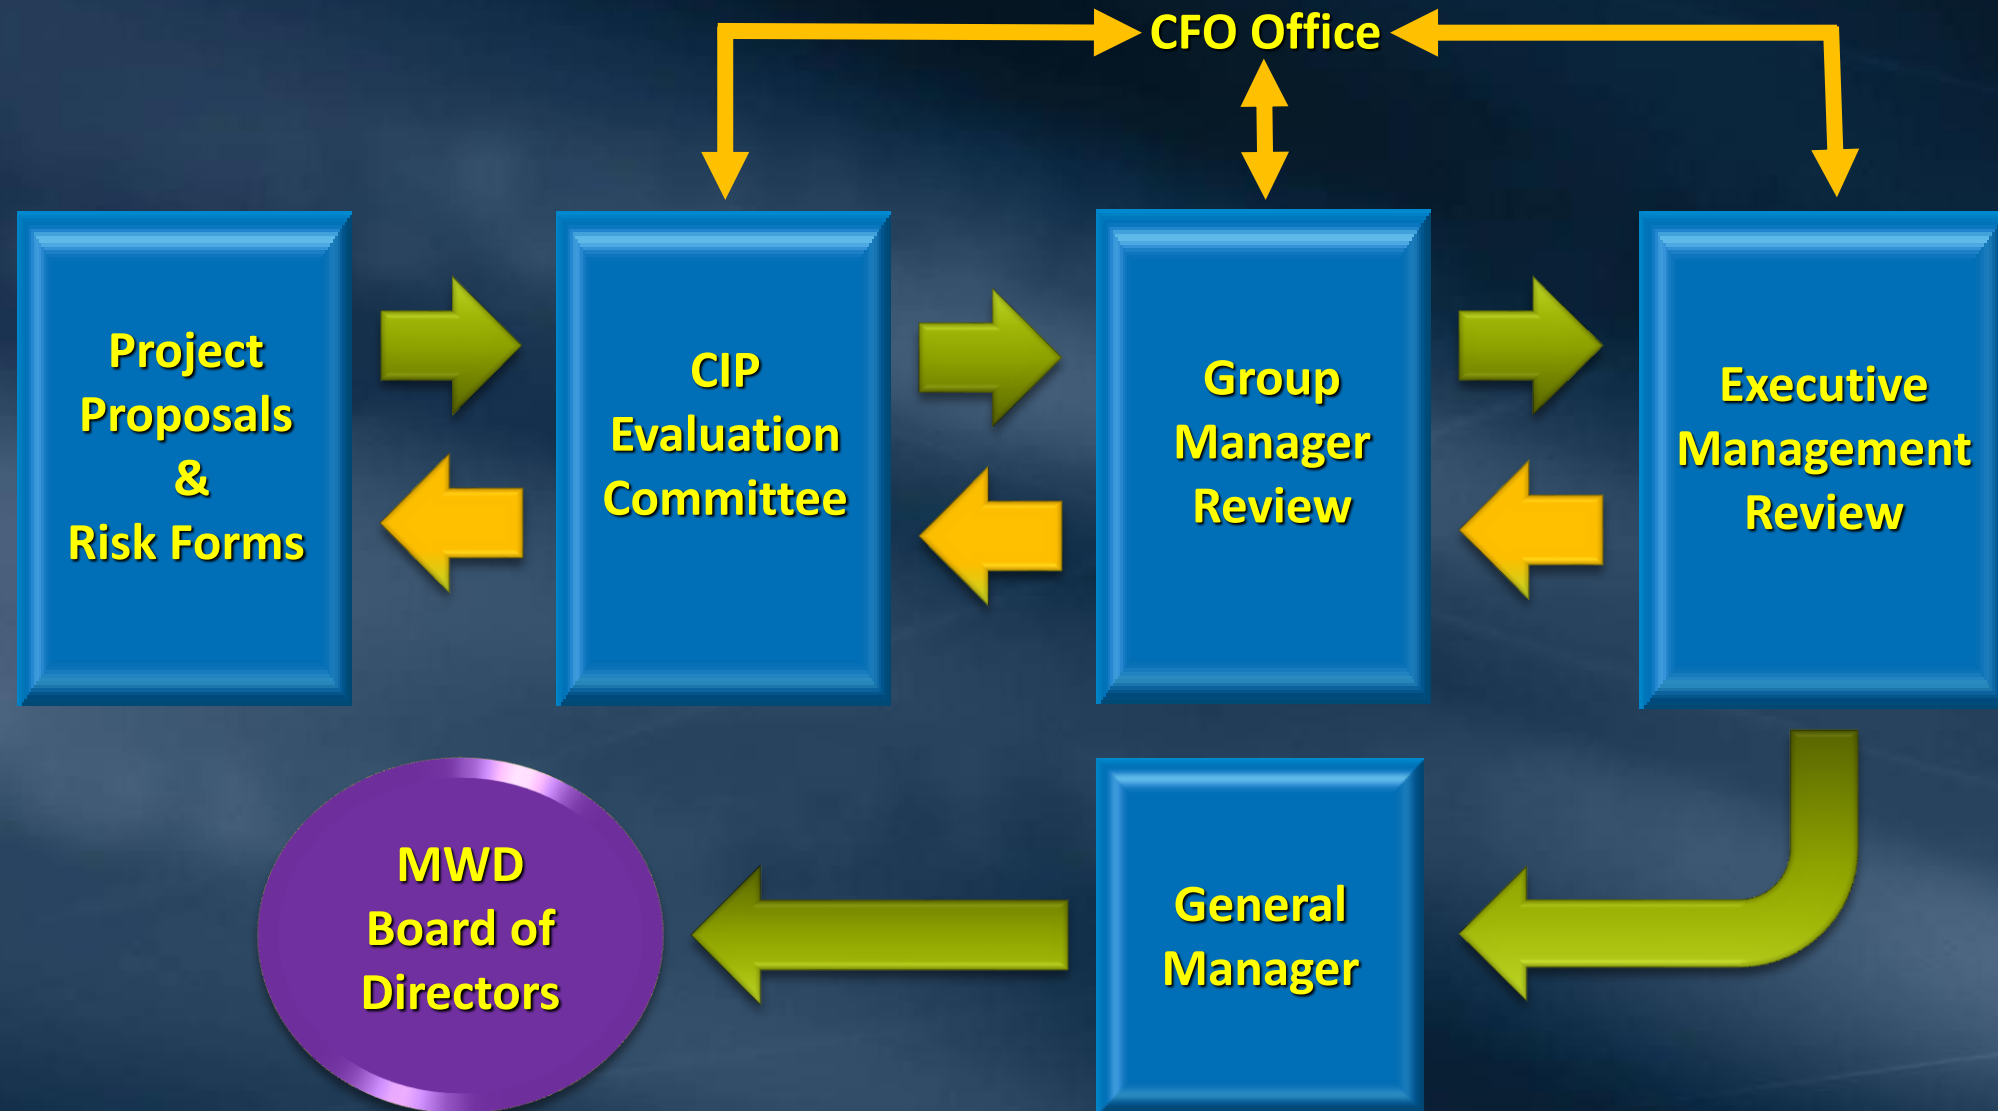 CFO Office
Project
Proposals
&
Risk Forms
CIP
Evaluation
Committee
Group
Manager
Review
Executive
Management
Review
MWD
Board of
Directors
General
Manager